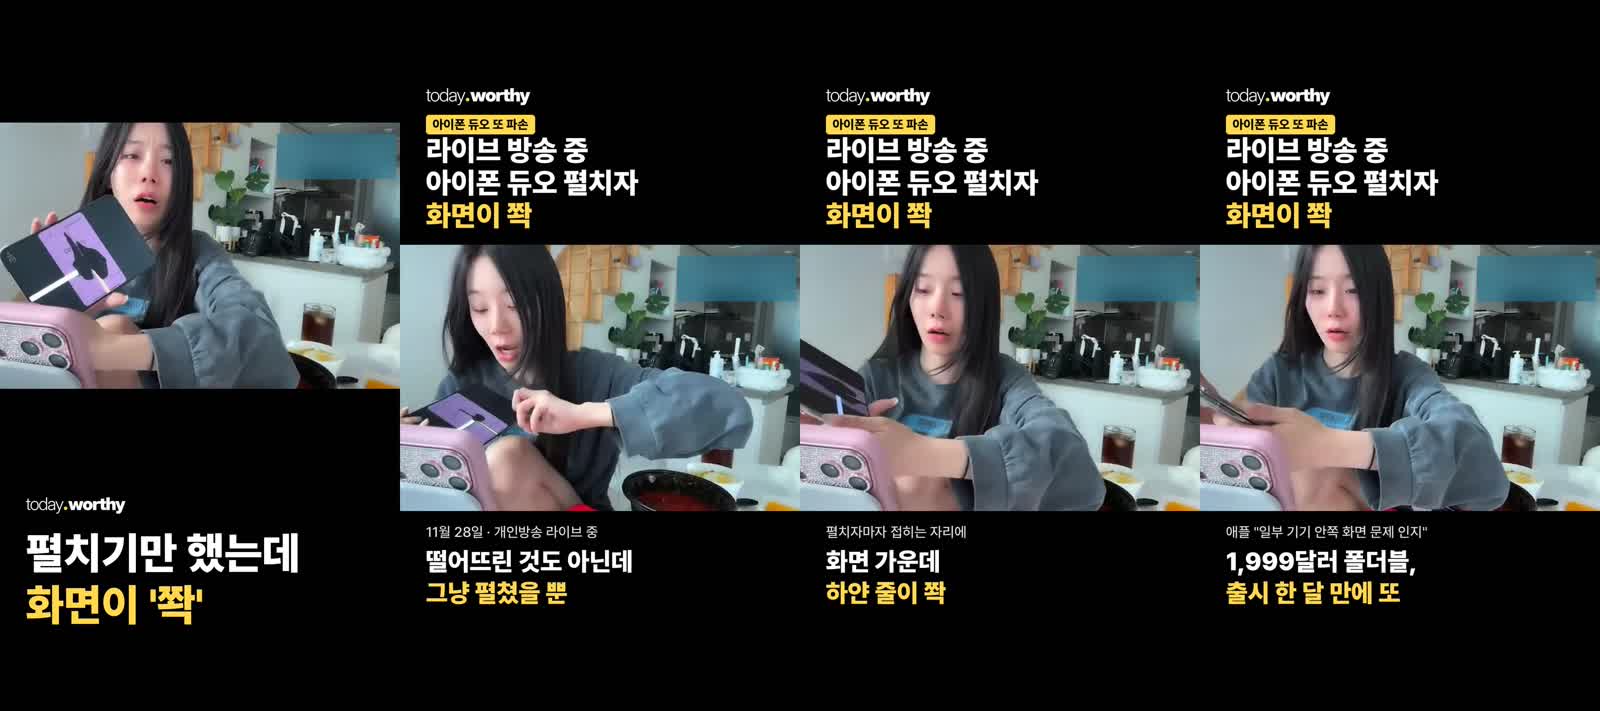 today.worthy
펼치기만 했는데
화면이 '쫙'
today.worthy
아이폰 듀오 또 파손
라이브 방송 중
아이폰 듀오 펼치자
화면이 쫙
11월 28일 · 개인방송 라이브 중
떨어뜨린 것도 아닌데
그냥 펼쳤을 뿐
today.worthy
아이폰 듀오 또 파손
라이브 방송 중
아이폰 듀오 펼치자
화면이 쫙
펼치자마자 접히는 자리에
화면 가운데
하얀 줄이 쫙
today.worthy
아이폰 듀오 또 파손
라이브 방송 중
아이폰 듀오 펼치자
화면이 쫙
애플 "일부 기기 안쪽 화면 문제 인지"
1,999달러 폴더블,
출시 한 달 만에 또